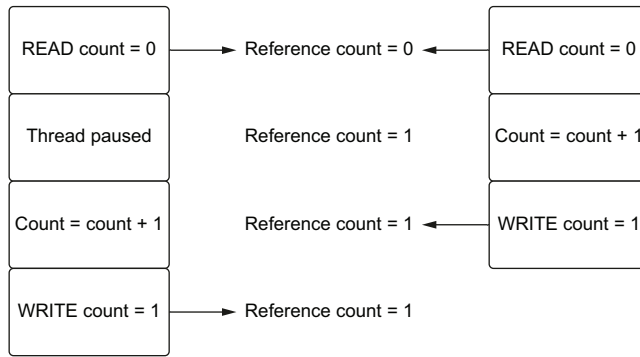 READ count = 0 Reference count = 0 READ count = 0
Thread paused Reference count = 1 Count = count + 1
Count = count + 1 Reference count = 1 WRITE count = 1
WRITE count = 1 Reference count = 1